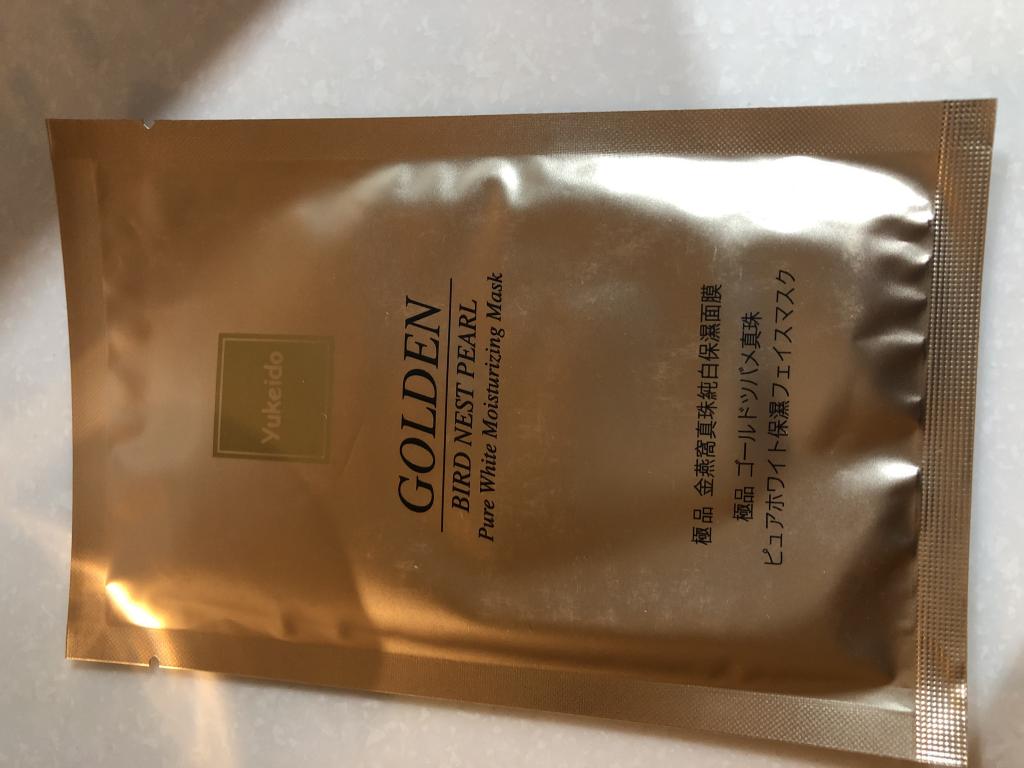 Yukeido
GOLDEN
BIRD NEST PEARL
Pure White Moisturizing Mask
極品 金燕窩真珠純白保濕面膜
極品 ゴールドツバメ真珠
ピュアホワイト保濕フェイスマスク